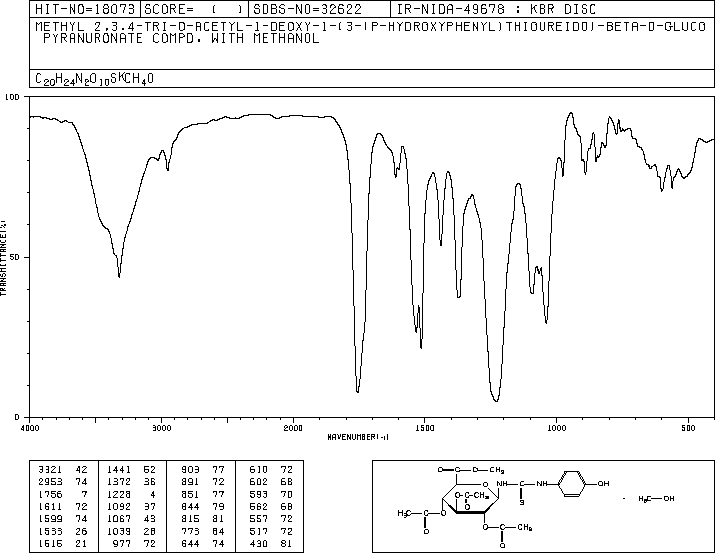 HIT-NO=18073 SCORE= ( ) SDBS-NO=32622 IR-NIDA-49678 : KBR DISC
METHYL 2,3,4-TRI-O-ACETYL-1-DEOXY-1-(3-(P-HYDROXYPHENYL)THIOUREIDO)-BETA-D-GLUCO
PYRANURONATE COMPD. WITH METHANOL
C20H24N2O10S·CH4O
100
50
0
TRANSMITTANCE(%)
4000 3000 2000 1500 1000
WAVENUMBER(-1)
3321 42 1441 52 903 77 610 72
2953 74 1372 36 891 72 602 68
1756 7 1228 4 851 77 593 70
1611 72 1092 37 844 79 562 68
1599 74 1067 43 815 81 557 72
1533 26 1039 28 773 84 517 72
1515 21 977 72 644 74 430 81
C O CH3
O
O
NH C NH OH
S
O C CH3
O
CH3 C O
O
O C CH3
O
· H3C OH